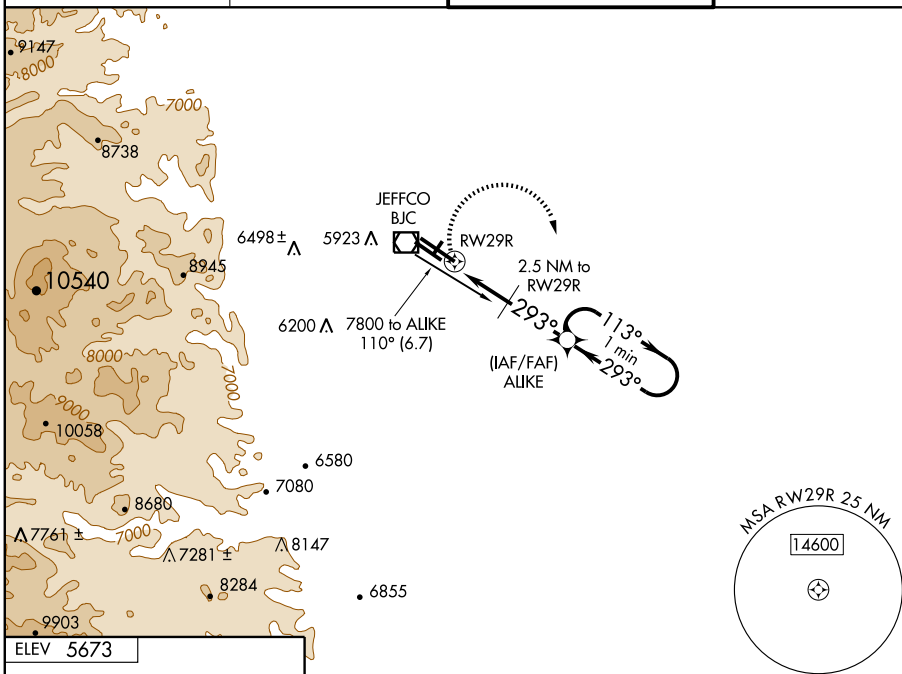 9147
8000
7000
8738
JEFFCO
BJC
6498 ±
5923
RW29R
8945
10540
2.5 NM to
RW29R
6200
7800 to ALIKE
110° (6.7)
293°
113°
1 min
293°
(IAF/FAF)
ALIKE
8000
7000
9000
10058
6580
7080
8680
7761 ±
7000
7281 ±
8147
8284
6855
9903
ELEV 5673
MSA RW29R 25 NM
14600